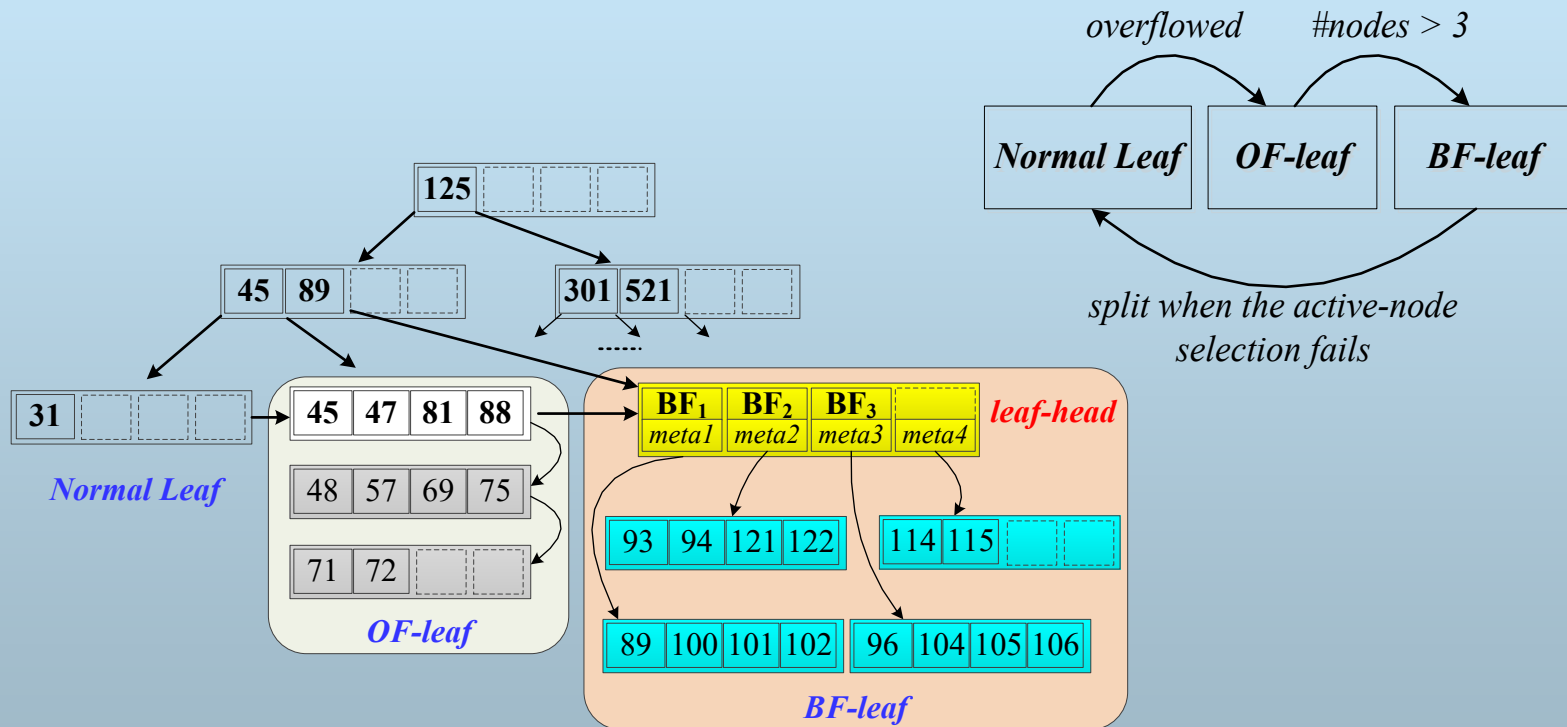 overflowed #nodes > 3
Normal Leaf OF-leaf BF-leaf
split when the active-node
selection fails
125
45 89
301 521
......
31
Normal Leaf
45 47 81 88
48 57 69 75
71 72
OF-leaf
BF₁ BF₂ BF₃
meta1 meta2 meta3 meta4
leaf-head
93 94 121 122
114 115
89 100 101 102
96 104 105 106
BF-leaf